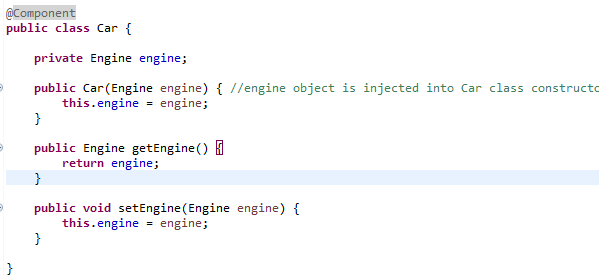 @Component
public class Car {
private Engine engine;
public Car(Engine engine) { //engine object is injected into Car class constructo
this.engine = engine;
}
public Engine getEngine() {
return engine;
}
public void setEngine(Engine engine) {
this.engine = engine;
}
}